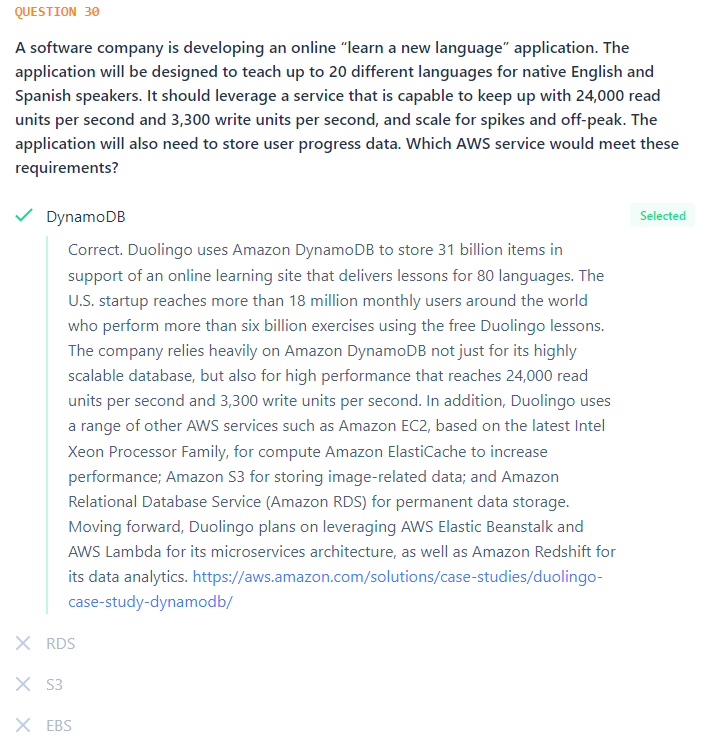 QUESTION 30
A software company is developing an online “learn a new language” application. The
application will be designed to teach up to 20 different languages for native English and
Spanish speakers. It should leverage a service that is capable to keep up with 24,000 read
units per second and 3,300 write units per second, and scale for spikes and off-peak. The
application will also need to store user progress data. Which AWS service would meet these
requirements?
DynamoDB
Selected
Correct. Duolingo uses Amazon DynamoDB to store 31 billion items in
support of an online learning site that delivers lessons for 80 languages. The
U.S. startup reaches more than 18 million monthly users around the world
who perform more than six billion exercises using the free Duolingo lessons.
The company relies heavily on Amazon DynamoDB not just for its highly
scalable database, but also for high performance that reaches 24,000 read
units per second and 3,300 write units per second. In addition, Duolingo uses
a range of other AWS services such as Amazon EC2, based on the latest Intel
Xeon Processor Family, for compute Amazon ElastiCache to increase
performance; Amazon S3 for storing image-related data; and Amazon
Relational Database Service (Amazon RDS) for permanent data storage.
Moving forward, Duolingo plans on leveraging AWS Elastic Beanstalk and
AWS Lambda for its microservices architecture, as well as Amazon Redshift for
its data analytics. https://aws.amazon.com/solutions/case-studies/duolingo-
case-study-dynamodb/
RDS
S3
EBS